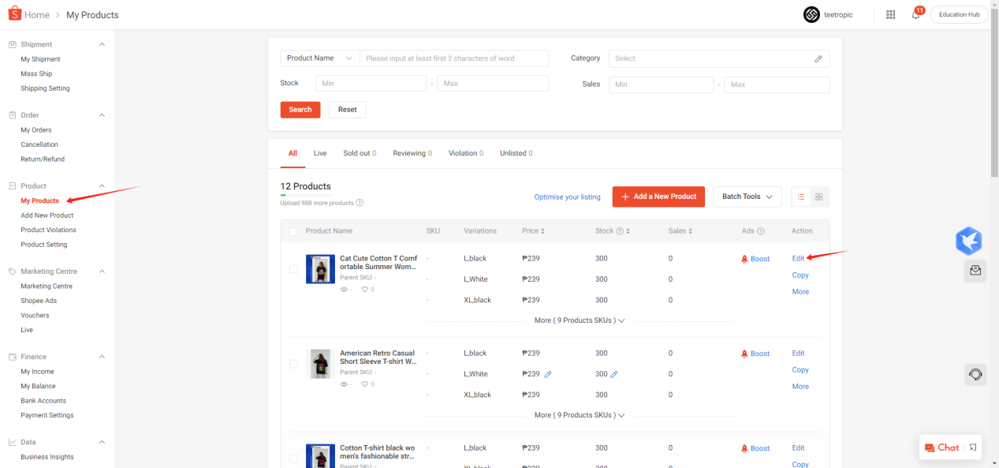 Home > My Products
teetropic
11
Education Hub
Shipment
My Shipment
Mass Ship
Shipping Setting
Order
My Orders
Cancellation
Return/Refund
Product
My Products
Add New Product
Product Violations
Product Setting
Marketing Centre
Marketing Centre
Shopee Ads
Vouchers
Live
Finance
My Income
My Balance
Bank Accounts
Payment Settings
Data
Business Insights
Product Name
Please input at least first 2 characters of word
Category
Select
Stock
Min - Max
Sales
Min - Max
Search
Reset
All
Live
Sold out 0
Reviewing 0
Violation 0
Unlisted 0
12 Products
Upload 988 more products
Optimise your listing
Add a New Product
Batch Tools
Product Name SKU Variations Price Stock Sales Ads Action
Cat Cute Cotton T Comf - L,black ₱239 300 0 Boost Edit
ortable Summer Wom...
Parent SKU: - - L,White ₱239 300 0 Copy
- 0
- XL,black ₱239 300 0 More
More ( 9 Products SKUs )
American Retro Casual - L,black ₱239 300 0 Boost Edit
Short Sleeve T-shirt W...
Parent SKU: - - L,White ₱239 300 0 Copy
- 0
- XL,black ₱239 300 0 More
More ( 9 Products SKUs )
Cotton T-shirt black wo - L,black ₱239 300 0 Boost Edit
men's fashionable str...
Parent SKU: - - XL,black ₱239 300 0 Copy
Chat